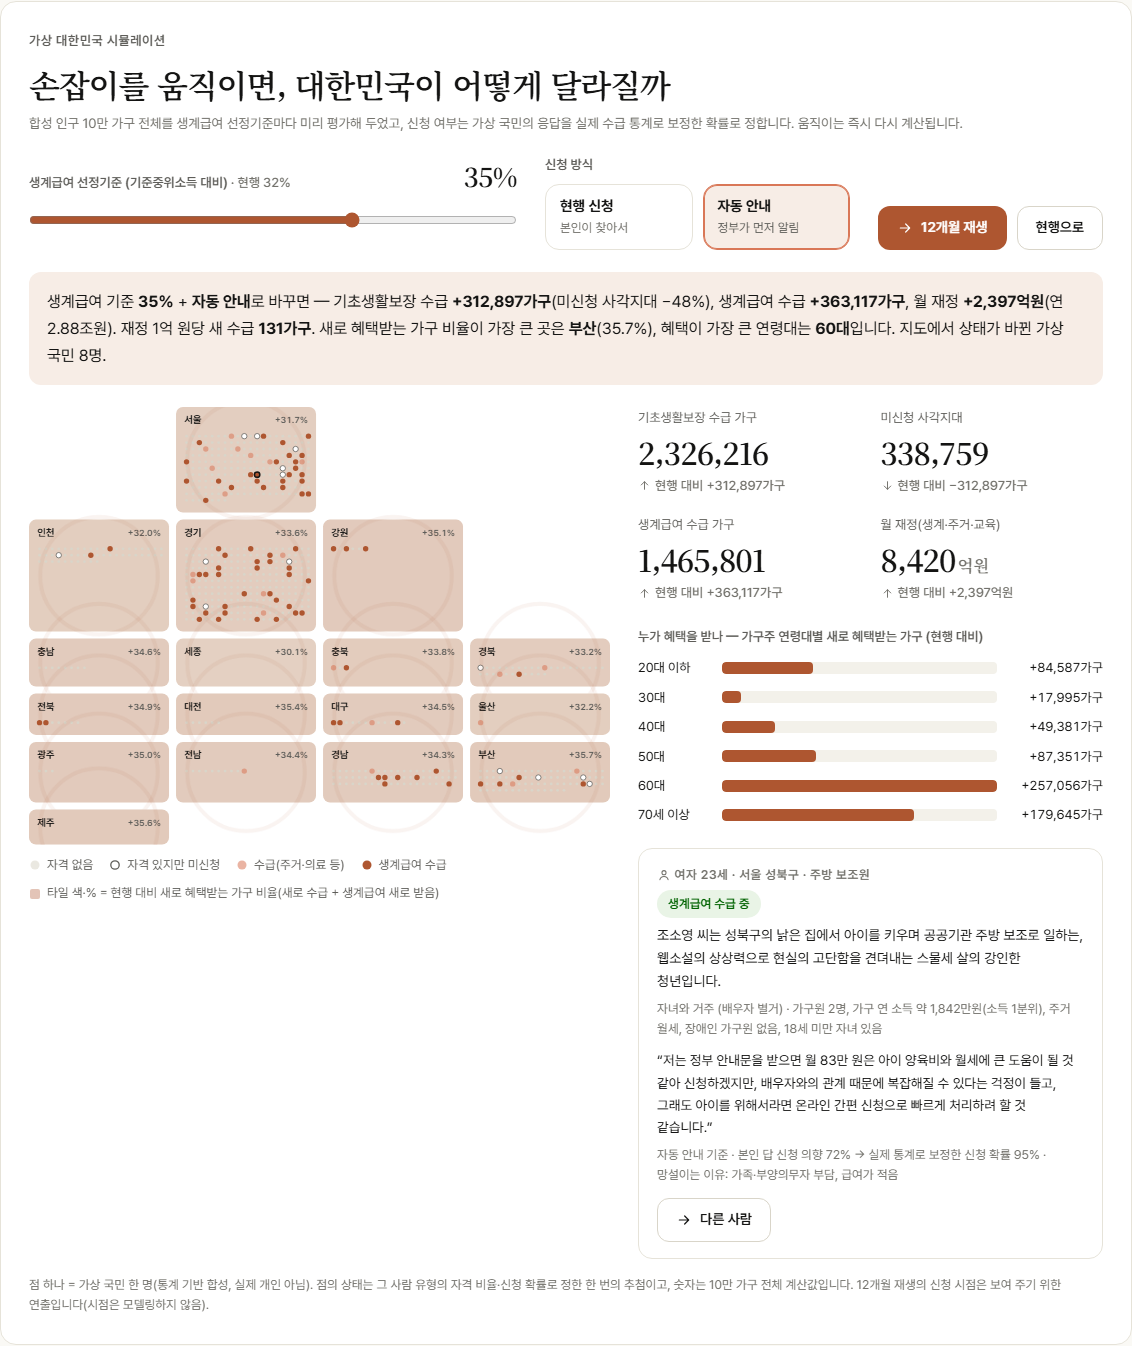 가상 대한민국 시뮬레이션
손잡이를 움직이면, 대한민국이 어떻게 달라질까
합성 인구 10만 가구 전체를 생계급여 선정기준마다 미리 평가해 두었고, 신청 여부는 가상 국민의 응답을 실제 수급 통계로 보정한 확률로 정합니다. 움직이는 즉시 다시 계산됩니다.
생계급여 선정기준 (기준중위소득 대비) · 현행 32%
35%
신청 방식
현행 신청
본인이 찾아서
자동 안내
정부가 먼저 알림
→ 12개월 재생
현행으로
생계급여 기준 35% + 자동 안내로 바꾸면 — 기초생활보장 수급 +312,897가구(미신청 사각지대 −48%), 생계급여 수급 +363,117가구, 월 재정 +2,397억원(연
2.88조원). 재정 1억 원당 새 수급 131가구. 새로 혜택받는 가구 비율이 가장 큰 곳은 부산(35.7%), 혜택이 가장 큰 연령대는 60대입니다. 지도에서 상태가 바뀐 가상
국민 8명.
서울 +31.7%
인천 +32.0%
경기 +33.6%
강원 +35.1%
충남 +34.6%
세종 +30.1%
충북 +33.8%
경북 +33.2%
전북 +34.9%
대전 +35.4%
대구 +34.5%
울산 +32.2%
광주 +35.0%
전남 +34.4%
경남 +34.3%
부산 +35.7%
제주 +35.6%
자격 없음
자격 있지만 미신청
수급(주거·의료 등)
생계급여 수급
타일 색·% = 현행 대비 새로 혜택받는 가구 비율(새로 수급 + 생계급여 새로 받음)
기초생활보장 수급 가구
2,326,216
↑ 현행 대비 +312,897가구
미신청 사각지대
338,759
↓ 현행 대비 −312,897가구
생계급여 수급 가구
1,465,801
↑ 현행 대비 +363,117가구
월 재정(생계·주거·교육)
8,420억원
↑ 현행 대비 +2,397억원
누가 혜택을 받나 — 가구주 연령대별 새로 혜택받는 가구 (현행 대비)
20대 이하 +84,587가구
30대 +17,995가구
40대 +49,381가구
50대 +87,351가구
60대 +257,056가구
70세 이상 +179,645가구
여자 23세 · 서울 성북구 · 주방 보조원
생계급여 수급 중
조소영 씨는 성북구의 낡은 집에서 아이를 키우며 공공기관 주방 보조로 일하는,
웹소설의 상상력으로 현실의 고단함을 견뎌내는 스물세 살의 강인한
청년입니다.
자녀와 거주 (배우자 별거) · 가구원 2명, 가구 연 소득 약 1,842만원(소득 1분위), 주거
월세, 장애인 가구원 없음, 18세 미만 자녀 있음
“저는 정부 안내문을 받으면 월 83만 원은 아이 양육비와 월세에 큰 도움이 될 것
같아 신청하겠지만, 배우자와의 관계 때문에 복잡해질 수 있다는 걱정이 들고,
그래도 아이를 위해서라면 온라인 간편 신청으로 빠르게 처리하려 할 것
같습니다.”
자동 안내 기준 · 본인 답 신청 의향 72% → 실제 통계로 보정한 신청 확률 95% ·
망설이는 이유: 가족·부양의무자 부담, 급여가 적음
→ 다른 사람
점 하나 = 가상 국민 한 명(통계 기반 합성, 실제 개인 아님). 점의 상태는 그 사람 유형의 자격 비율·신청 확률로 정한 한 번의 추첨이고, 숫자는 10만 가구 전체 계산값입니다. 12개월 재생의 신청 시점은 보여 주기 위한
연출입니다(시점은 모델링하지 않음).